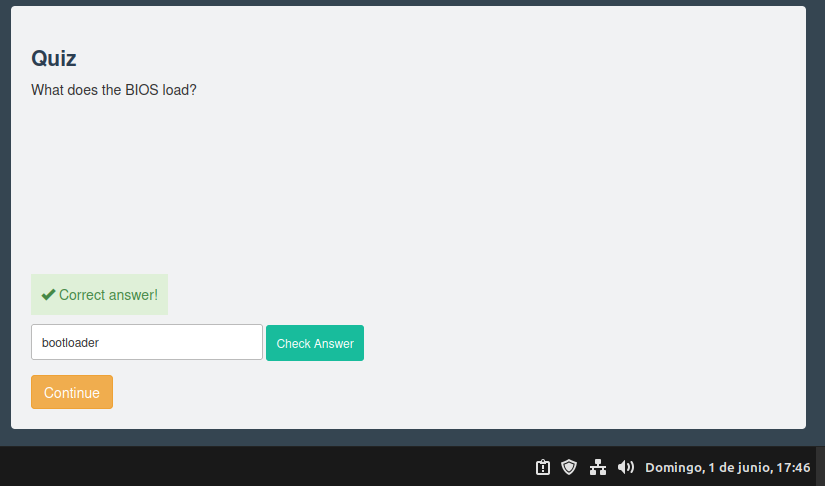 Quiz
What does the BIOS load?
Correct answer!
bootloader
Check Answer
Continue
Domingo, 1 de junio, 17:46